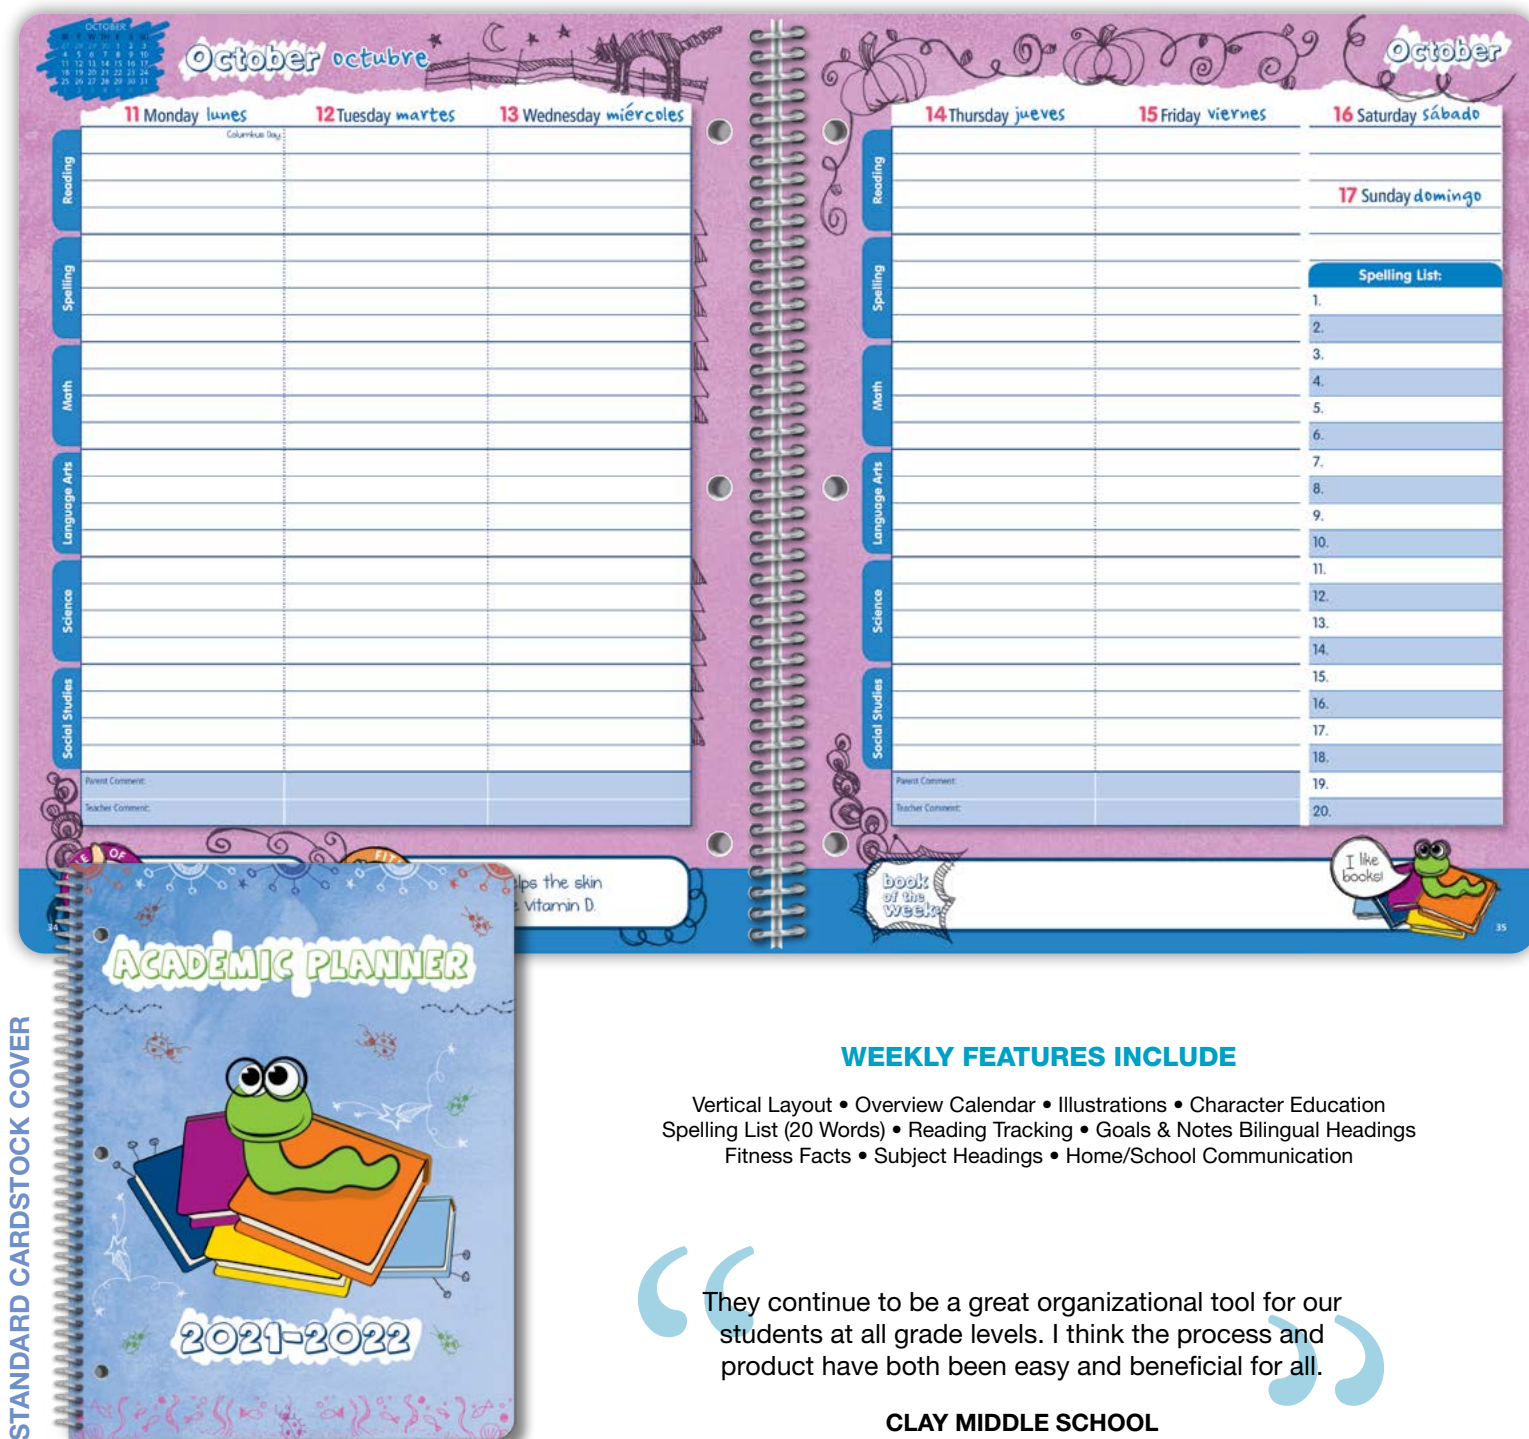 OCTOBER
October octubre
11 Monday lunes
12 Tuesday martes
13 Wednesday miércoles
Columbus Day
Reading
Spelling
Math
Language Arts
Science
Social Studies
Parent Comment:
Teacher Comment:
OF
FIT
lps the skin
vitamin D.
34
October
14 Thursday jueves
15 Friday viernes
16 Saturday sábado
17 Sunday domingo
Reading
Spelling
Math
Language Arts
Science
Social Studies
Spelling List:
1.
2.
3.
4.
5.
6.
7.
8.
9.
10.
11.
12.
13.
14.
15.
16.
17.
18.
19.
20.
Parent Comment:
Teacher Comment:
book
of the
week:
I like
books!
35
STANDARD CARDSTOCK COVER
ACADEMIC PLANNER
2021-2022
WEEKLY FEATURES INCLUDE
Vertical Layout • Overview Calendar • Illustrations • Character Education
Spelling List (20 Words) • Reading Tracking • Goals & Notes Bilingual Headings
Fitness Facts • Subject Headings • Home/School Communication
“They continue to be a great organizational tool for our
students at all grade levels. I think the process and
product have both been easy and beneficial for all.”
CLAY MIDDLE SCHOOL